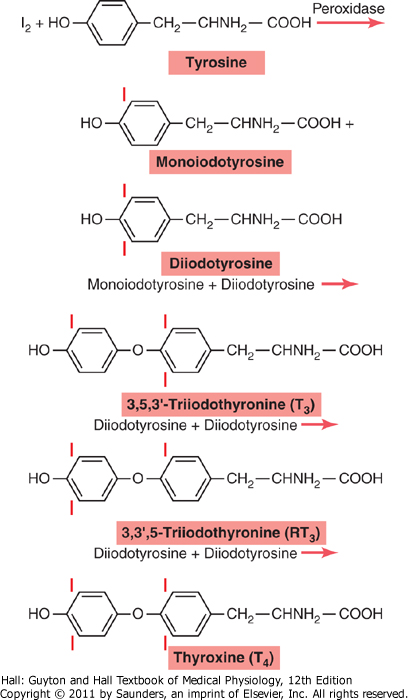 I₂ + HO CH₂—CHNH₂—COOH Peroxidase
Tyrosine
I
HO CH₂—CHNH₂—COOH +
Monoiodotyrosine
I
HO CH₂—CHNH₂—COOH
I
Diiodotyrosine
Monoiodotyrosine + Diiodotyrosine
I I
HO O CH₂—CHNH₂—COOH
I
3,5,3'-Triiodothyronine (T₃)
Diiodotyrosine + Diiodotyrosine
I I
HO O CH₂—CHNH₂—COOH
I
3,3',5-Triiodothyronine (RT₃)
Diiodotyrosine + Diiodotyrosine
I I
HO O CH₂—CHNH₂—COOH
I I
Thyroxine (T₄)
Hall: Guyton and Hall Textbook of Medical Physiology, 12th Edition
Copyright © 2011 by Saunders, an imprint of Elsevier, Inc. All rights reserved.